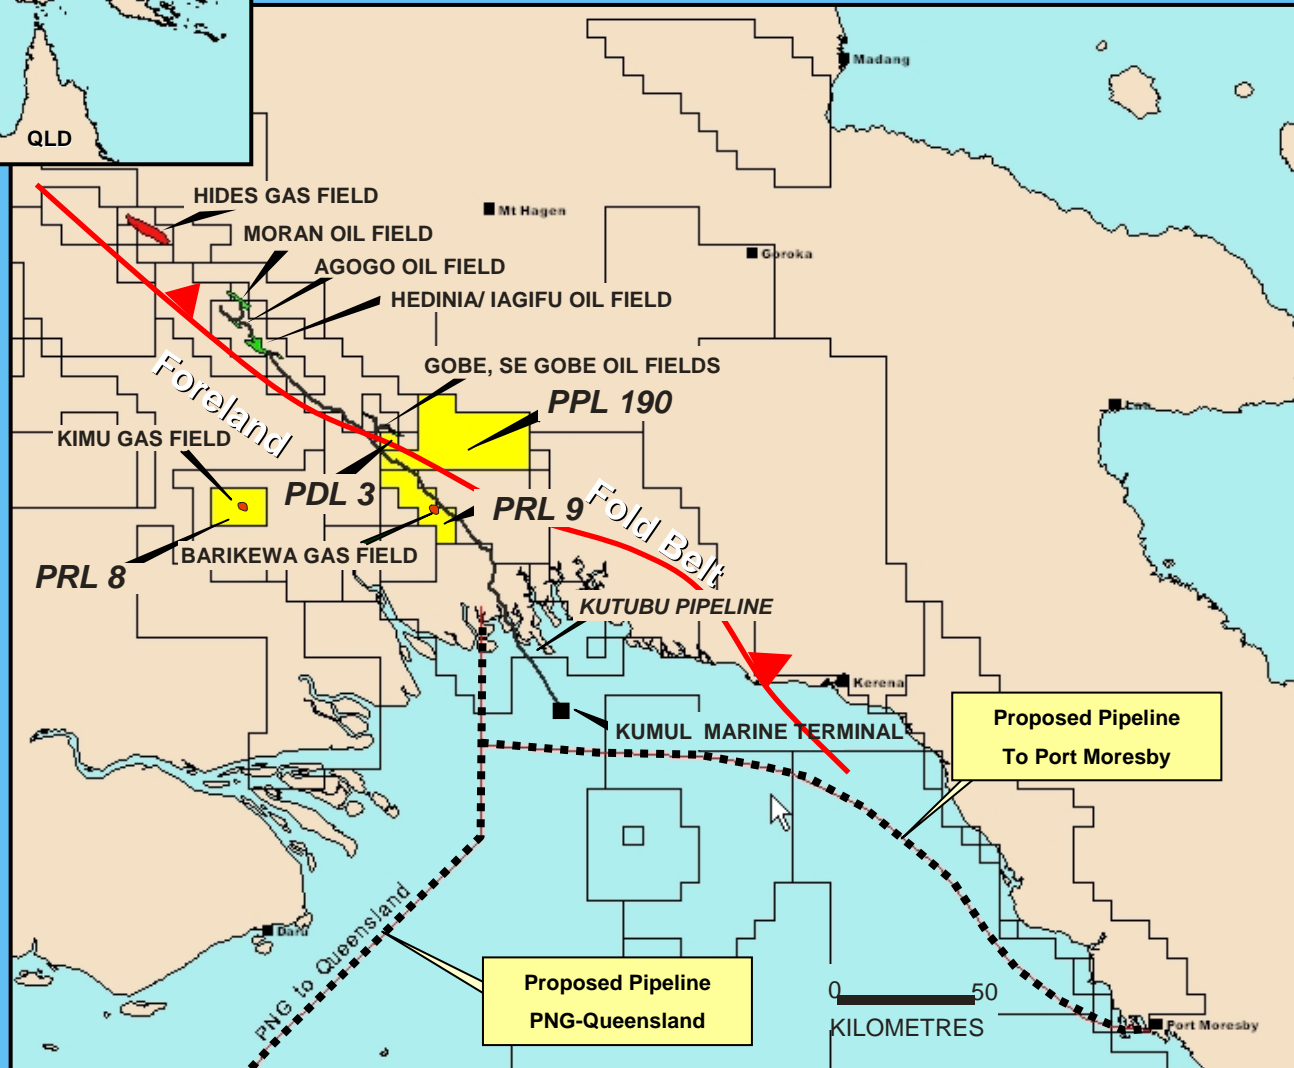 Madang
QLD
HIDES GAS FIELD
Mt Hagen
MORAN OIL FIELD
Goroka
AGOGO OIL FIELD
HEDINIA/ IAGIFU OIL FIELD
GOBE, SE GOBE OIL FIELDS
Foreland
PPL 190
KIMU GAS FIELD
PDL 3
PRL 9
Fold Belt
BARIKEWA GAS FIELD
PRL 8
KUTUBU PIPELINE
Kerena
KUMUL MARINE TERMINAL
Proposed Pipeline
To Port Moresby
Daru
PNG to Queensland
Proposed Pipeline
PNG-Queensland
0 50
KILOMETRES
Port Moresby